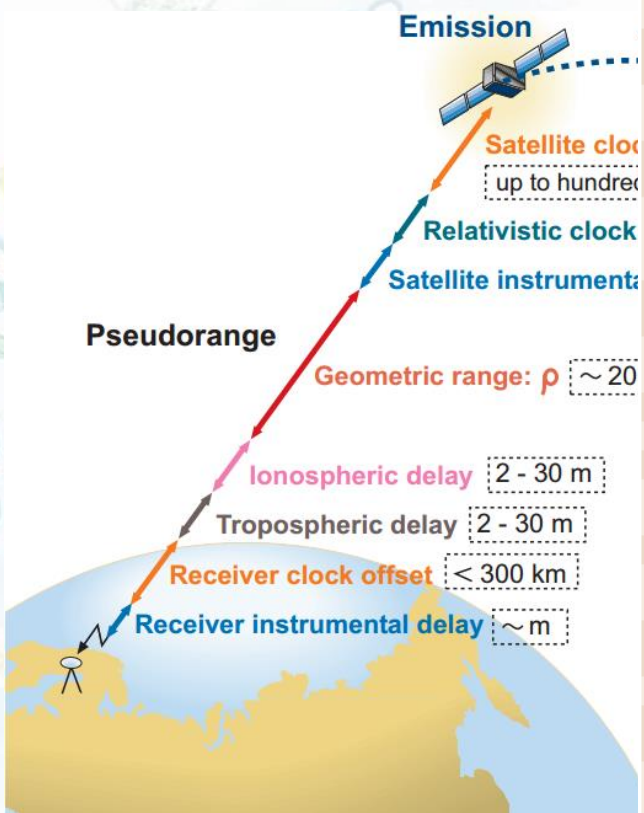 Emission
Satellite cloc
up to hundred
Relativistic clock
Satellite instrumenta
Pseudorange
Geometric range: ρ ~ 20
Ionospheric delay 2 - 30 m
Tropospheric delay 2 - 30 m
Receiver clock offset < 300 km
Receiver instrumental delay ~ m